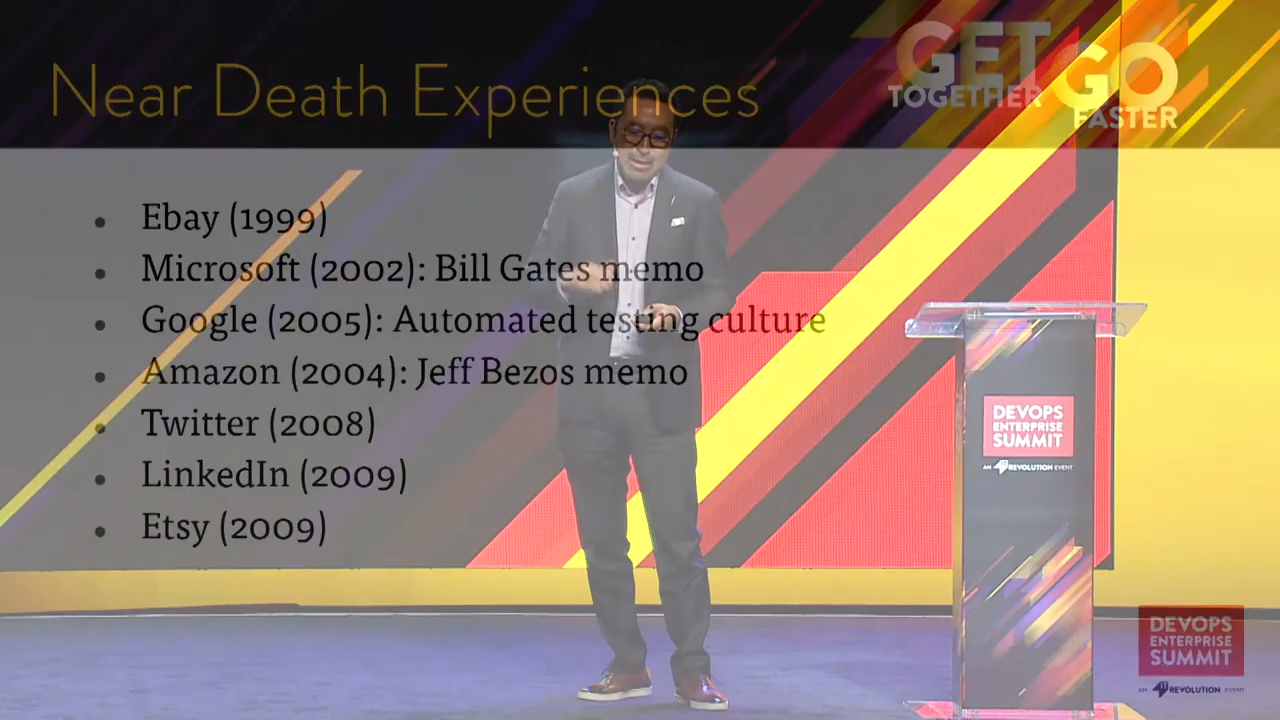 Near Death Experiences
GET
TOGETHER
GO
FASTER
Ebay (1999)
Microsoft (2002): Bill Gates memo
Google (2005): Automated testing culture
Amazon (2004): Jeff Bezos memo
Twitter (2008)
LinkedIn (2009)
Etsy (2009)
DEVOPS
ENTERPRISE
SUMMIT
AN IT REVOLUTION EVENT
DEVOPS
ENTERPRISE
SUMMIT
AN IT REVOLUTION EVENT